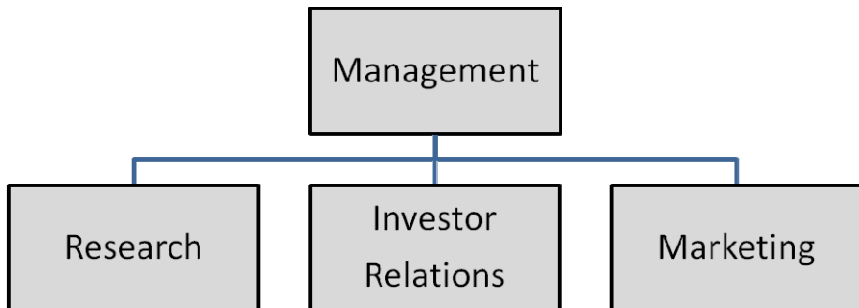 Management
Research
Investor
Relations
Marketing